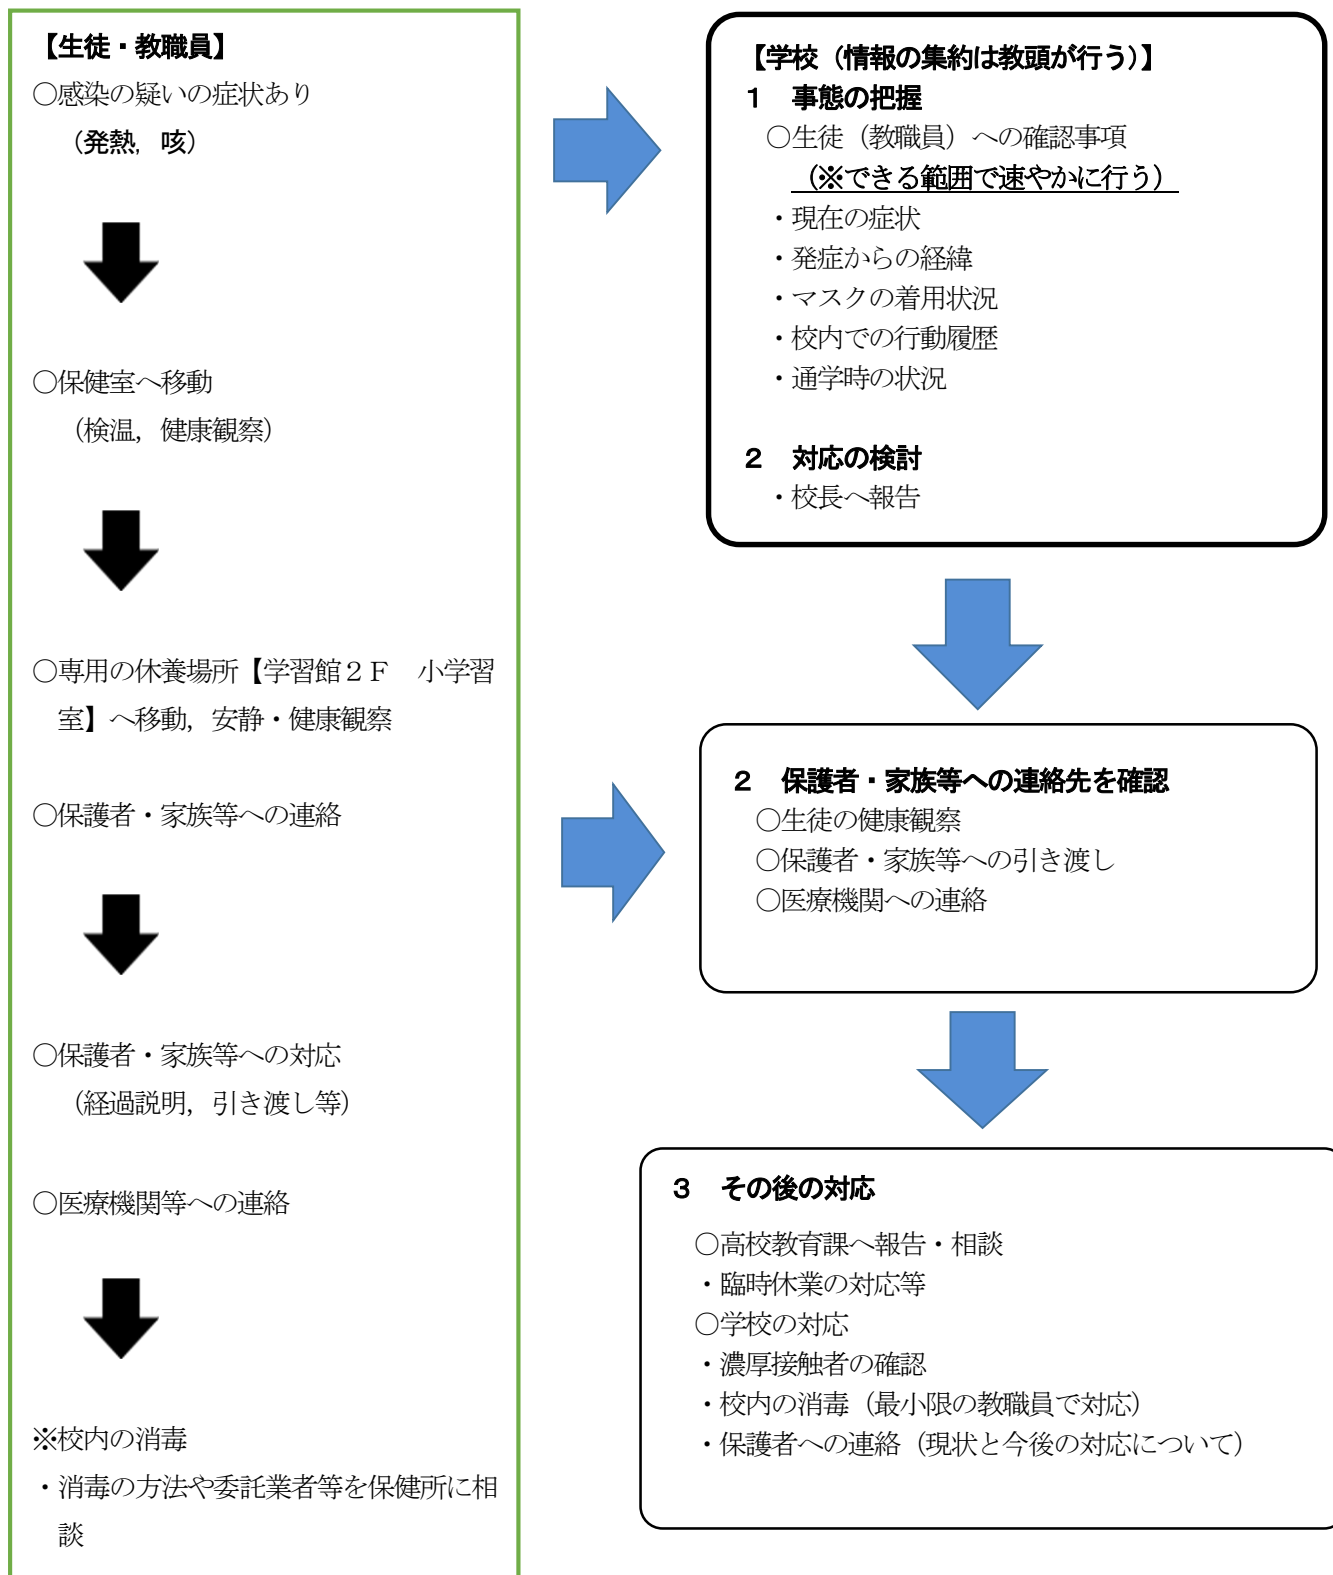 【生徒・教職員】
○感染の疑いの症状あり
（発熱，咳）
○保健室へ移動
（検温，健康観察）
○専用の休養場所【学習館２Ｆ　小学習
室】へ移動，安静・健康観察
○保護者・家族等への連絡
○保護者・家族等への対応
（経過説明，引き渡し等）
○医療機関等への連絡
※校内の消毒
・消毒の方法や委託業者等を保健所に相
談
【学校（情報の集約は教頭が行う）】
１　事態の把握
○生徒（教職員）への確認事項
（※できる範囲で速やかに行う）
・現在の症状
・発症からの経緯
・マスクの着用状況
・校内での行動履歴
・通学時の状況
２　対応の検討
・校長へ報告
２　保護者・家族等への連絡先を確認
○生徒の健康観察
○保護者・家族等への引き渡し
○医療機関への連絡
３　その後の対応
○高校教育課へ報告・相談
・臨時休業の対応等
○学校の対応
・濃厚接触者の確認
・校内の消毒（最小限の教職員で対応）
・保護者への連絡（現状と今後の対応について）